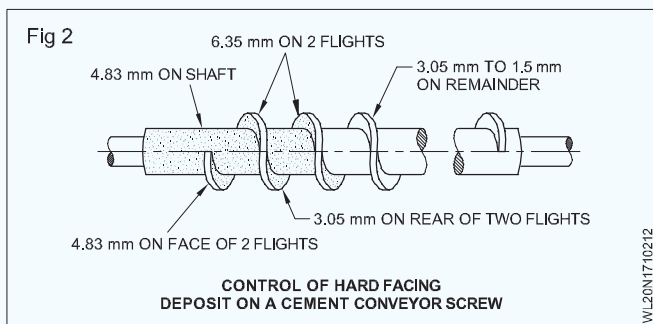 Fig 2
6.35 mm ON 2 FLIGHTS
4.83 mm ON SHAFT
3.05 mm TO 1.5 mm
ON REMAINDER
3.05 mm ON REAR OF TWO FLIGHTS
4.83 mm ON FACE OF 2 FLIGHTS
CONTROL OF HARD FACING
DEPOSIT ON A CEMENT CONVEYOR SCREW
WL20N1710212